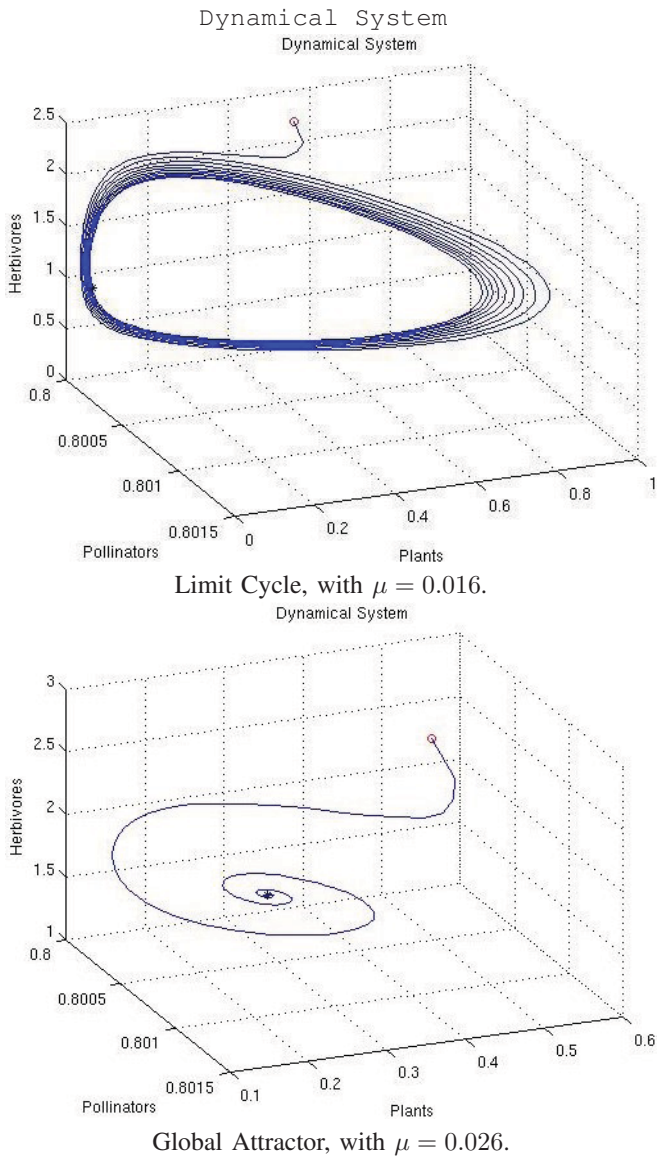 Dynamical System
Dynamical System
2.5
2
1.5
1
0.5
0
Herbivores
0.8
0.8005
0.801
0.8015
Pollinators
0
0.2
0.4
0.6
0.8
1
Plants
Limit Cycle, with μ = 0.016.
Dynamical System
3
2.5
2
1.5
1
Herbivores
0.8
0.8005
0.801
0.8015
Pollinators
0.1
0.2
0.3
0.4
0.5
0.6
Plants
Global Attractor, with μ = 0.026.